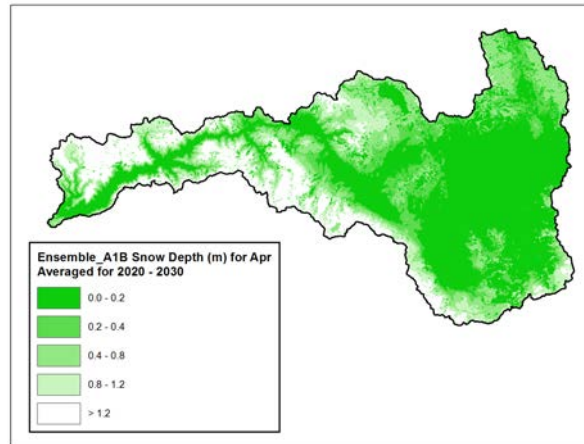 Ensemble_A1B Snow Depth (m) for Apr
Averaged for 2020 - 2030
0.0 - 0.2
0.2 - 0.4
0.4 - 0.8
0.8 - 1.2
> 1.2